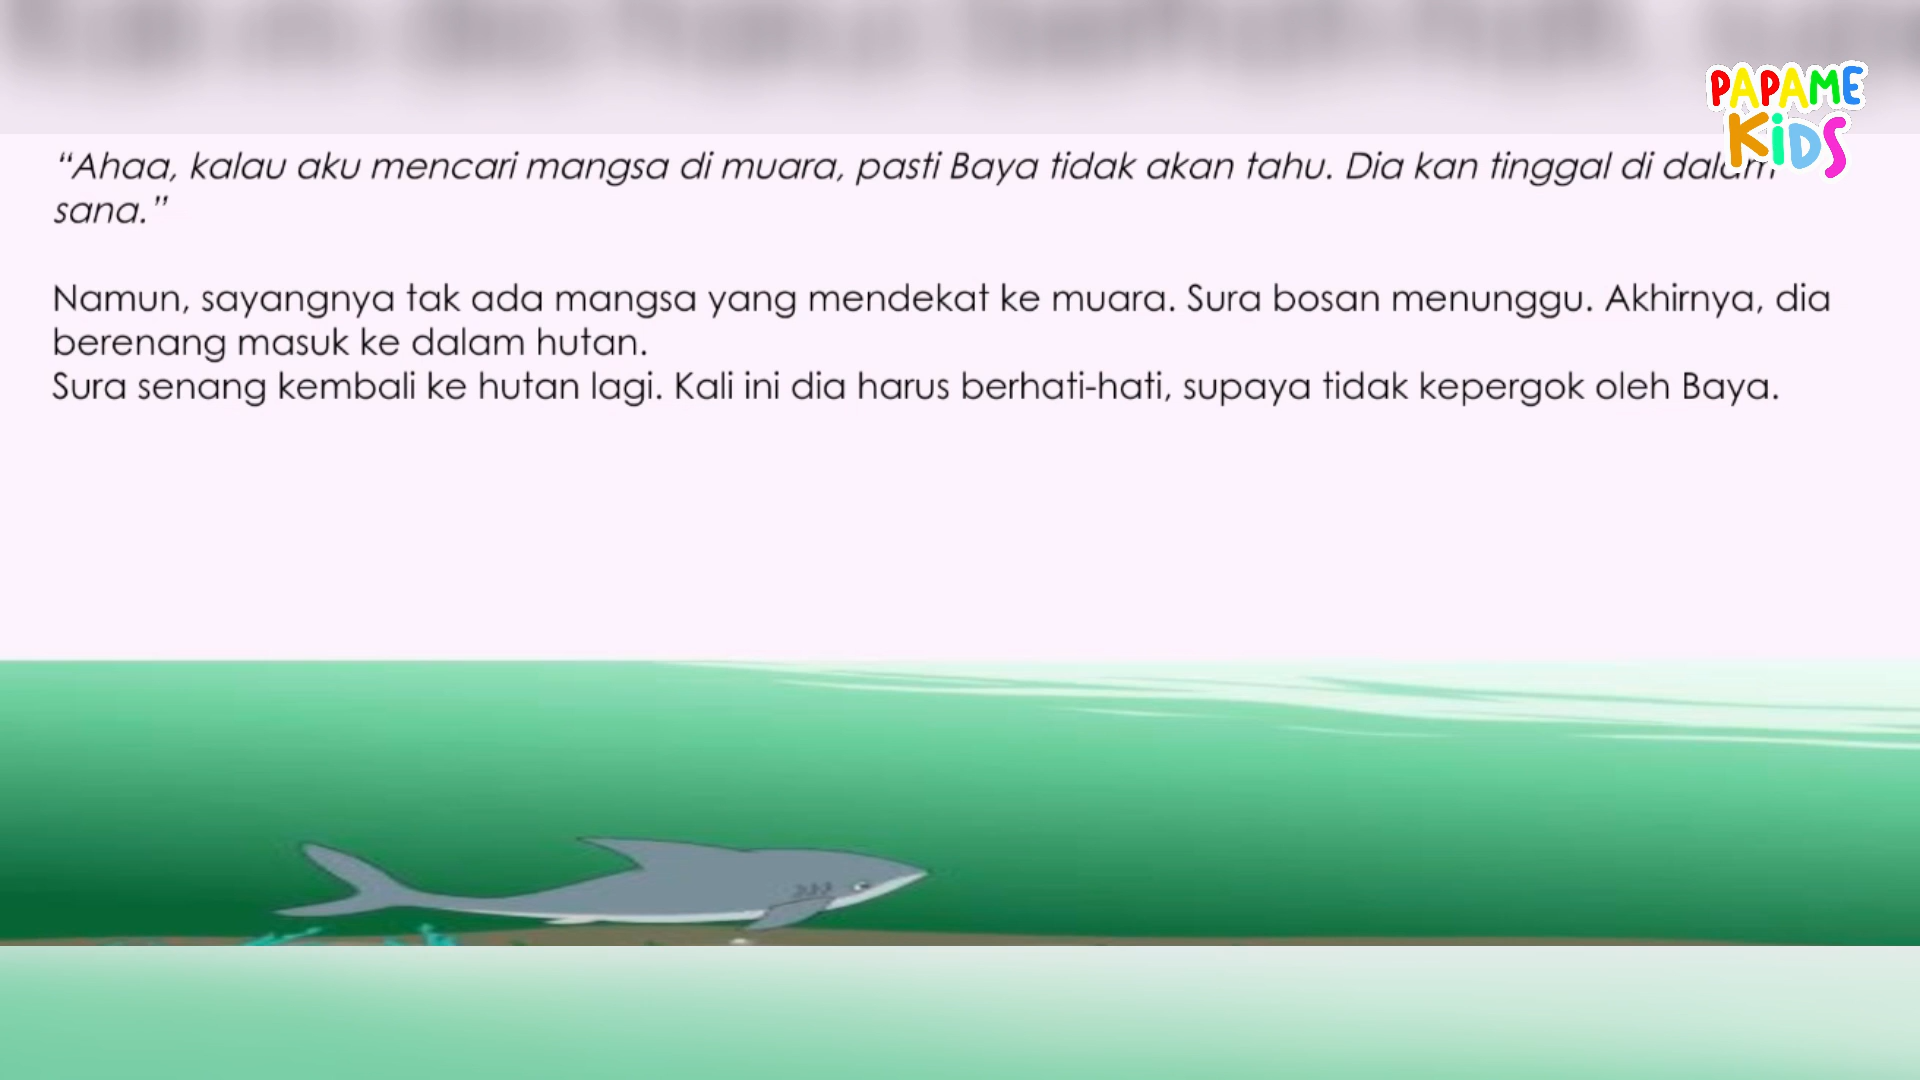 PAPAME
KiDS
“Ahaa, kalau aku mencari mangsa di muara, pasti Baya tidak akan tahu. Dia kan tinggal di dalam
sana.”
Namun, sayangnya tak ada mangsa yang mendekat ke muara. Sura bosan menunggu. Akhirnya, dia
berenang masuk ke dalam hutan.
Sura senang kembali ke hutan lagi. Kali ini dia harus berhati-hati, supaya tidak kepergok oleh Baya.